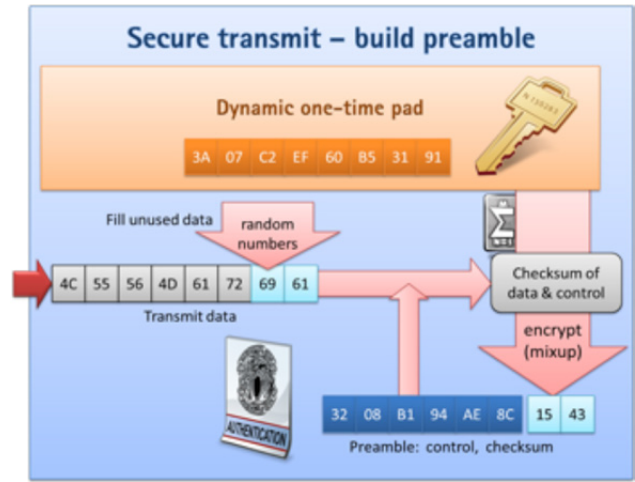 Secure transmit – build preamble
Dynamic one-time pad
3A 07 C2 EF 60 B5 31 91
Fill unused data
random
numbers
4C 55 56 4D 61 72 69 61
Transmit data
Checksum of
data & control
encrypt
(mixup)
AUTHENTICATION
32 08 B1 94 AE 8C 15 43
Preamble: control, checksum